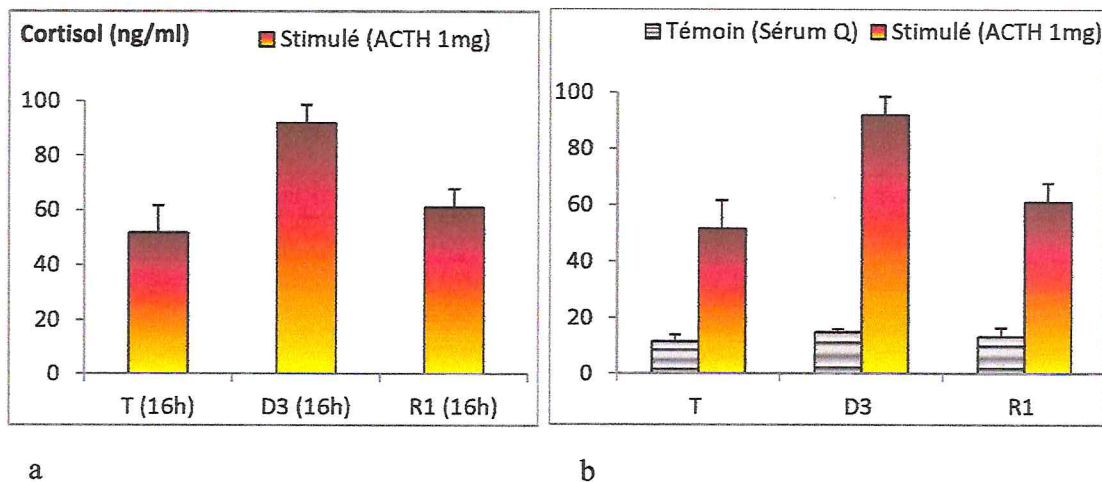 Cortisol (ng/ml)
Stimulé (ACTH 1mg)
100
80
60
40
20
0
T (16h) D3 (16h) R1 (16h)
a
Témoin (Sérum Q) Stimulé (ACTH 1mg)
100
80
60
40
20
0
T D3 R1
b